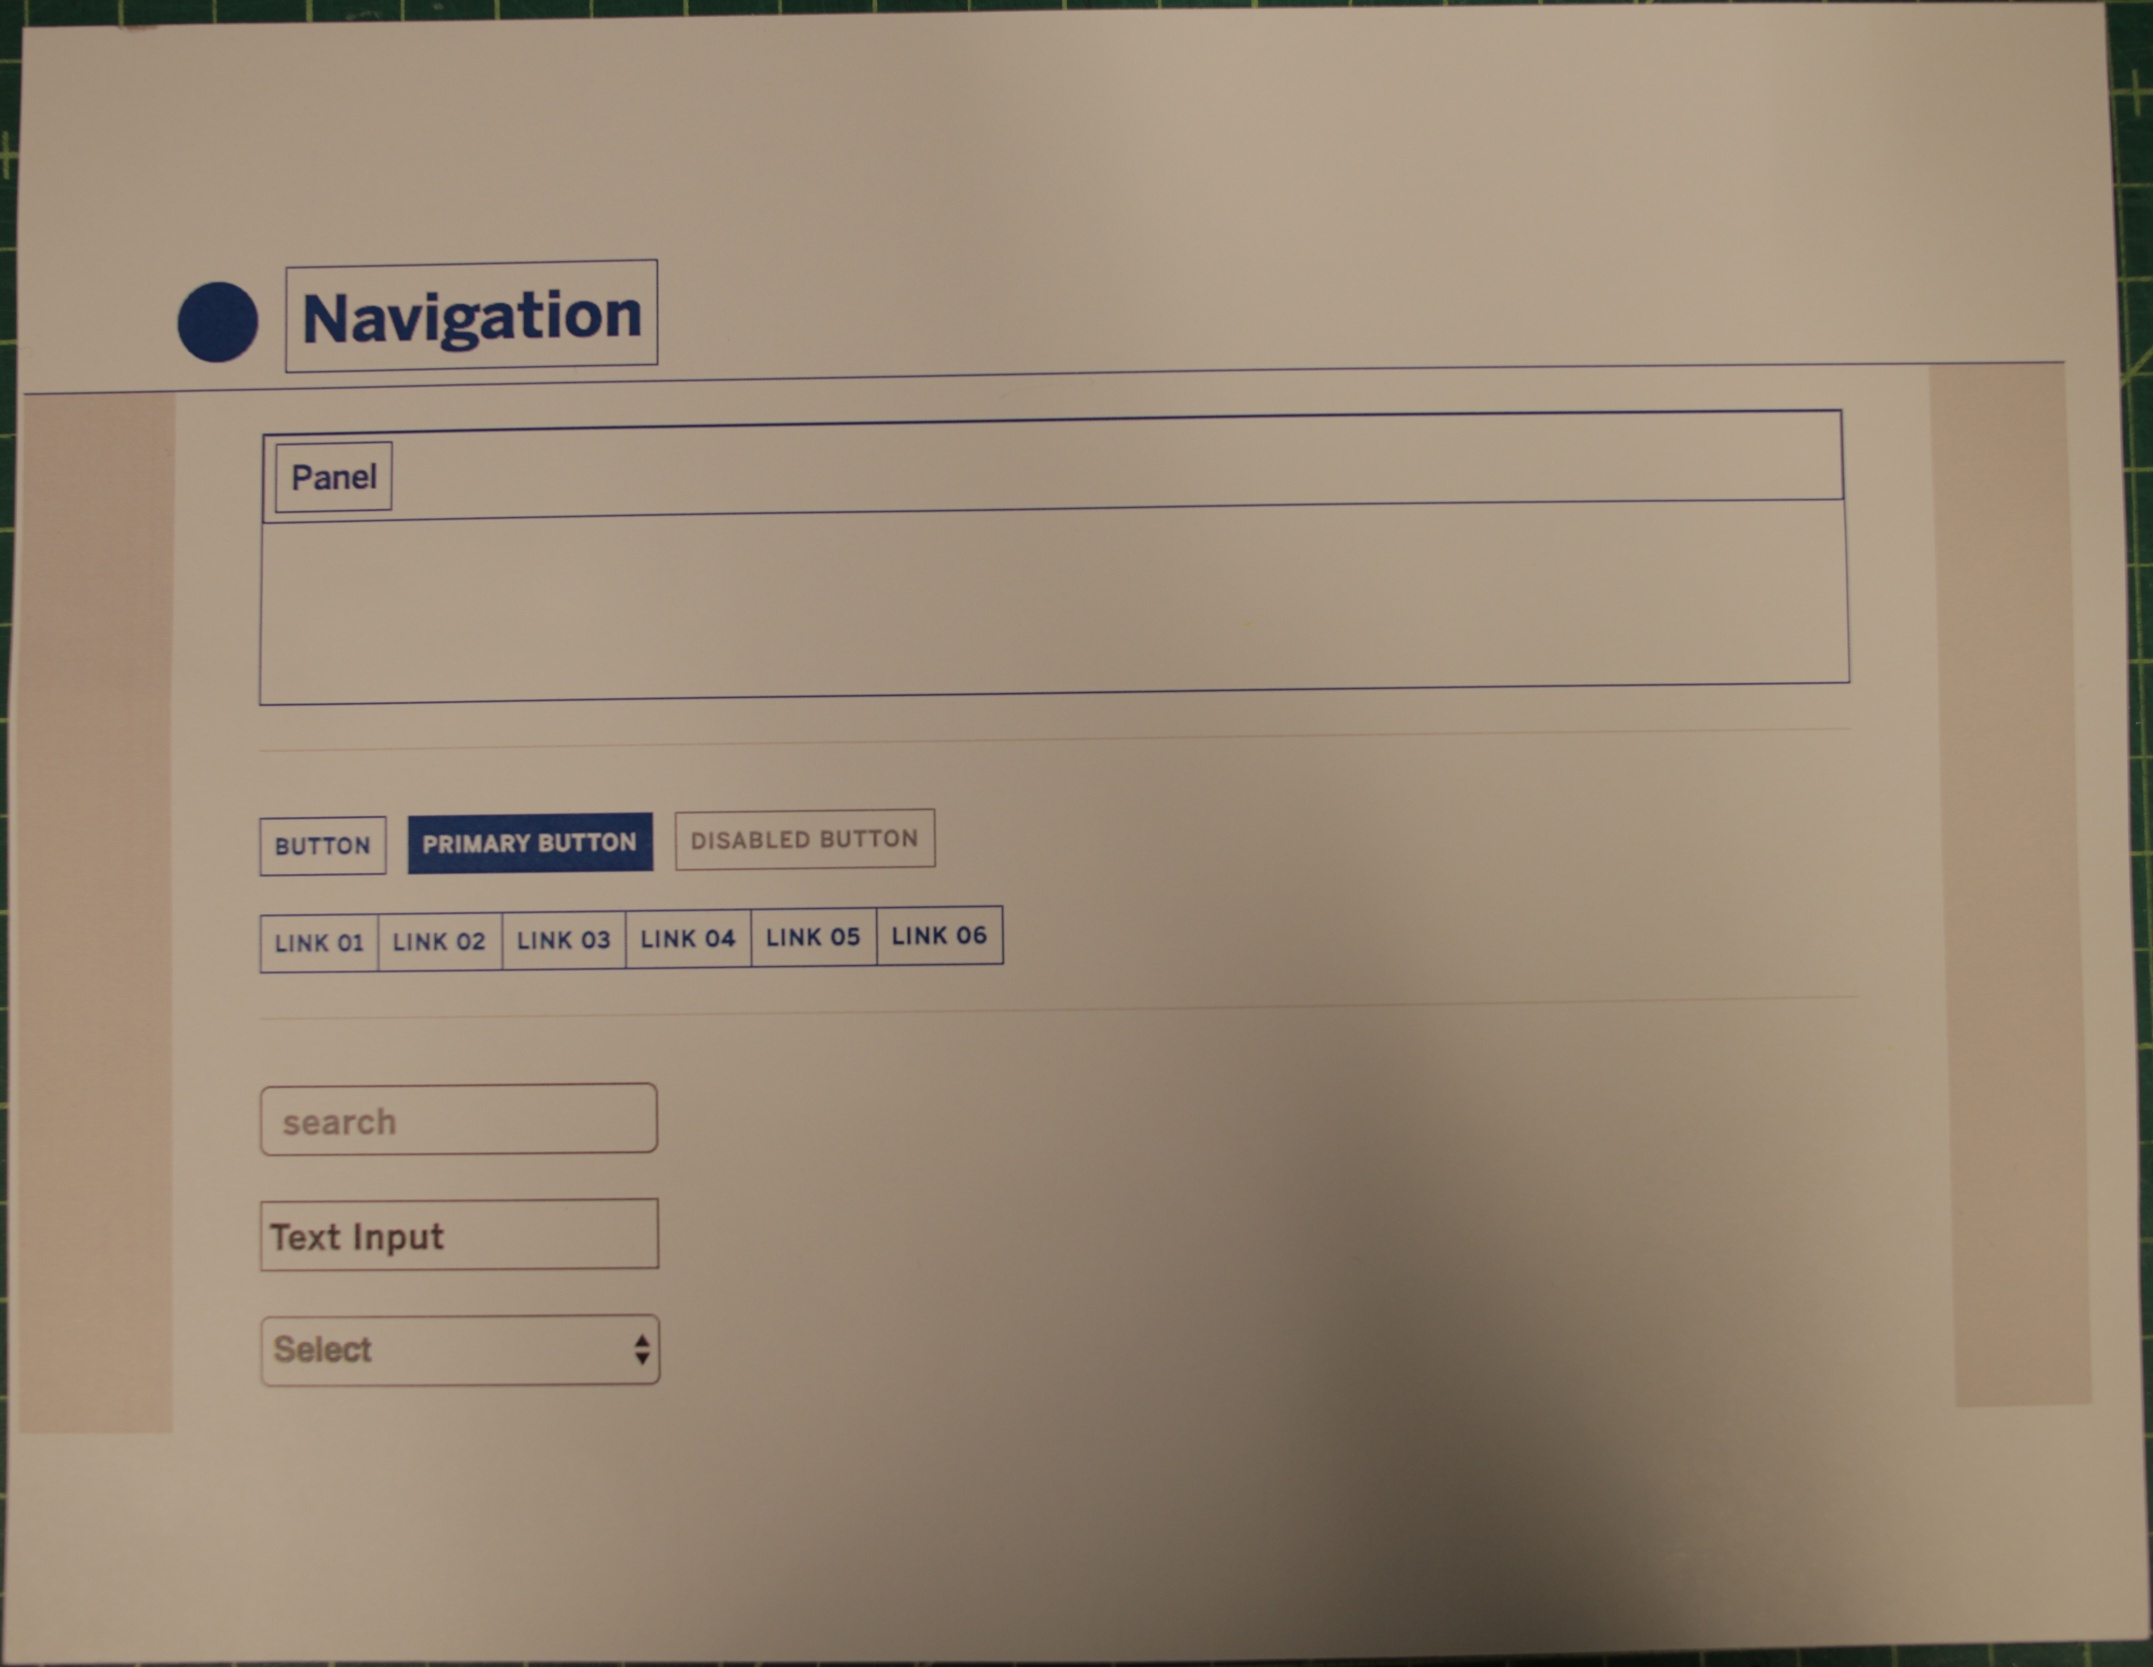 Navigation
Panel
BUTTON PRIMARY BUTTON DISABLED BUTTON
LINK 01 LINK 02 LINK 03 LINK 04 LINK 05 LINK 06
search
Text Input
Select